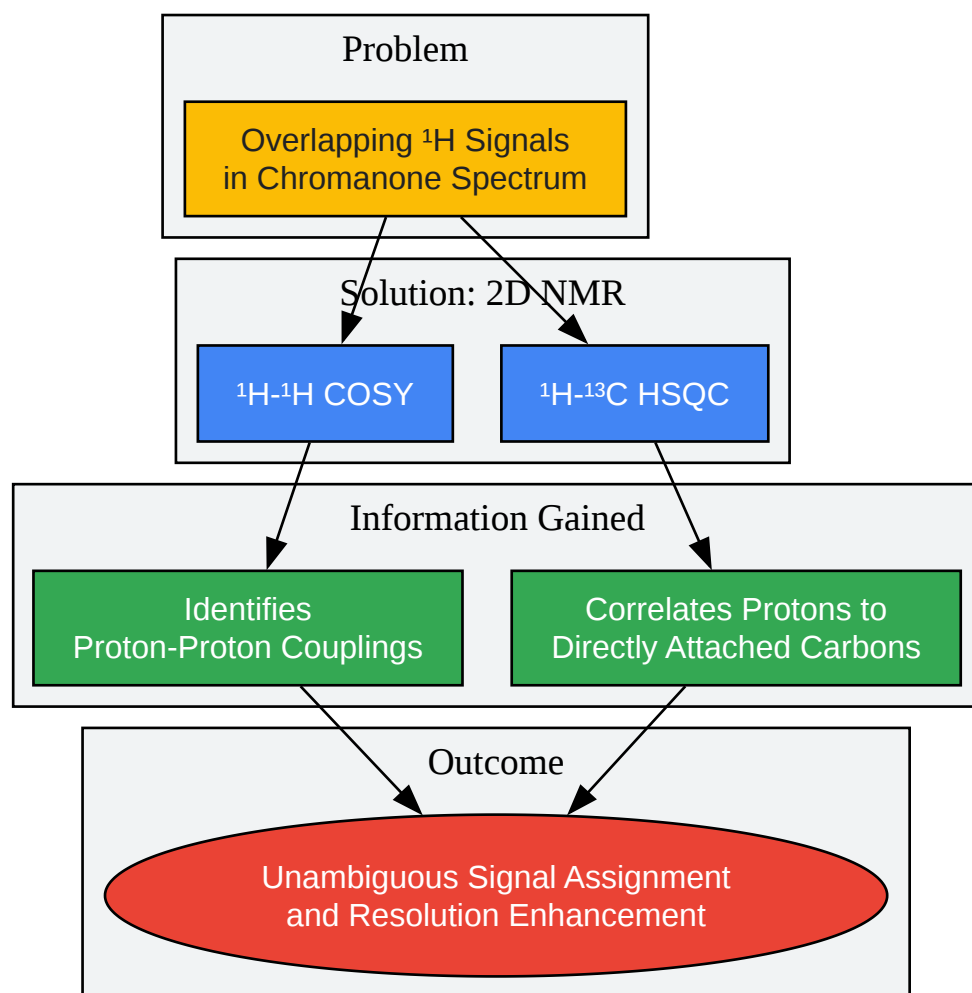 Problem
Overlapping ¹H Signals
in Chromanone Spectrum
Solution: 2D NMR
¹H-¹H COSY
¹H-¹³C HSQC
Information Gained
Identifies
Proton-Proton Couplings
Correlates Protons to
Directly Attached Carbons
Outcome
Unambiguous Signal Assignment
and Resolution Enhancement